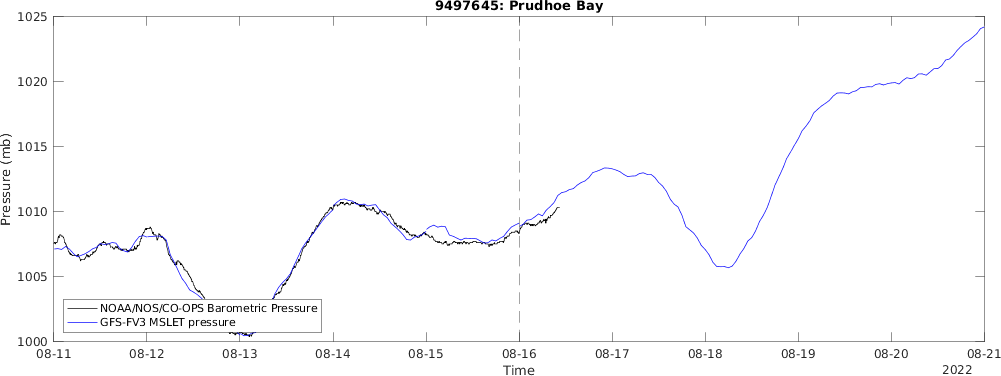 9497645: Prudhoe Bay
1025
1020
1015
1010
1005
1000
Pressure (mb)
NOAA/NOS/CO-OPS Barometric Pressure
GFS-FV3 MSLET pressure
08-11 08-12 08-13 08-14 08-15 08-16 08-17 08-18 08-19 08-20 08-21
Time
2022